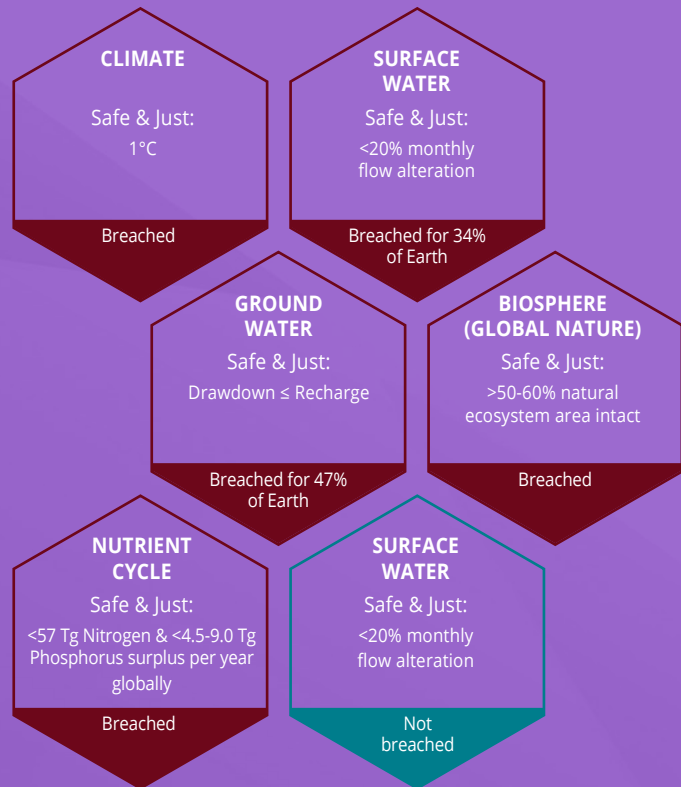 CLIMATE
Safe & Just:
1°C
Breached
SURFACE
WATER
Safe & Just:
<20% monthly
flow alteration
Breached for 34%
of Earth
GROUND
WATER
Safe & Just:
Drawdown ≤ Recharge
Breached for 47%
of Earth
BIOSPHERE
(GLOBAL NATURE)
Safe & Just:
>50-60% natural
ecosystem area intact
Breached
NUTRIENT
CYCLE
Safe & Just:
<57 Tg Nitrogen & <4.5-9.0 Tg
Phosphorus surplus per year
globally
Breached
SURFACE
WATER
Safe & Just:
<20% monthly
flow alteration
Not
breached